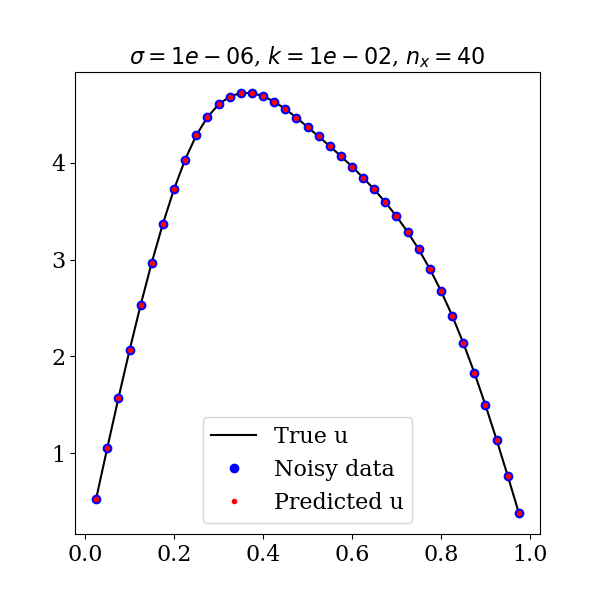 σ = 1e − 06, k = 1e − 02, nₓ = 40
4
3
2
1
True u
Noisy data
Predicted u
0.0 0.2 0.4 0.6 0.8 1.0